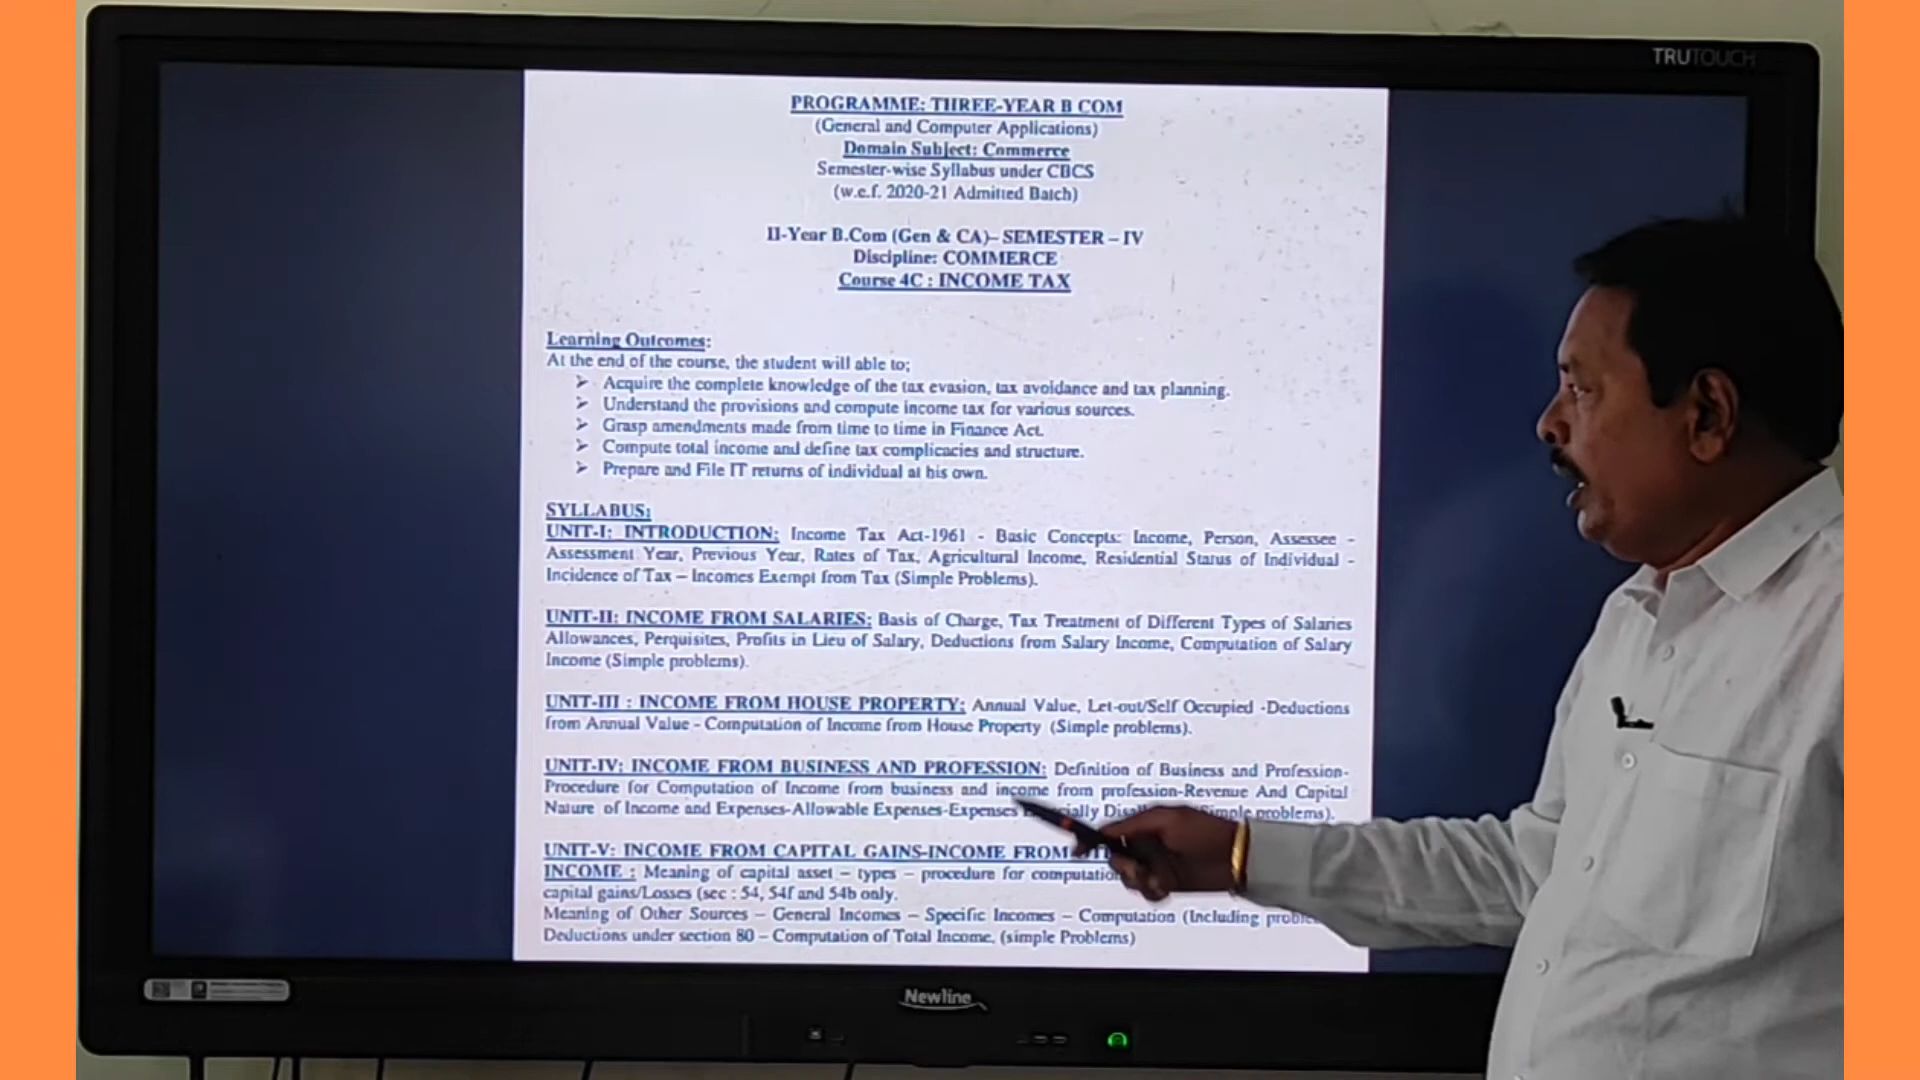 TRUTOUCH
PROGRAMME: THREE-YEAR B COM
(General and Computer Applications)
Domain Subject: Commerce
Semester-wise Syllabus under CBCS
(w.e.f. 2020-21 Admitted Batch)
II-Year B.Com (Gen & CA)– SEMESTER – IV
Discipline: COMMERCE
Course 4C : INCOME TAX
Learning Outcomes:
At the end of the course, the student will able to;
➢ Acquire the complete knowledge of the tax evasion, tax avoidance and tax planning.
➢ Understand the provisions and compute income tax for various sources.
➢ Grasp amendments made from time to time in Finance Act.
➢ Compute total income and define tax complicacies and structure.
➢ Prepare and File IT returns of individual at his own.
SYLLABUS:
UNIT-I: INTRODUCTION: Income Tax Act-1961 - Basic Concepts: Income, Person, Assessee -
Assessment Year, Previous Year, Rates of Tax, Agricultural Income, Residential Status of Individual -
Incidence of Tax – Incomes Exempt from Tax (Simple Problems).
UNIT-II: INCOME FROM SALARIES: Basis of Charge, Tax Treatment of Different Types of Salaries
Allowances, Perquisites, Profits in Lieu of Salary, Deductions from Salary Income, Computation of Salary
Income (Simple problems).
UNIT-III : INCOME FROM HOUSE PROPERTY: Annual Value, Let-out/Self Occupied -Deductions
from Annual Value - Computation of Income from House Property (Simple problems).
UNIT-IV: INCOME FROM BUSINESS AND PROFESSION: Definition of Business and Profession-
Procedure for Computation of Income from business and income from profession-Revenue And Capital
Nature of Income and Expenses-Allowable Expenses-Expenses problems).
UNIT-V: INCOME FROM CAPITAL GAINS-INCOME FROM
INCOME : Meaning of capital asset – types – procedure for
capital gains/Losses (sec : 54, 54f and 54b only.
Meaning of Other Sources – General Incomes – Specific Incomes – Computation (Including
Deductions under section 80 – Computation of Total Income, (simple Problems)
Newline